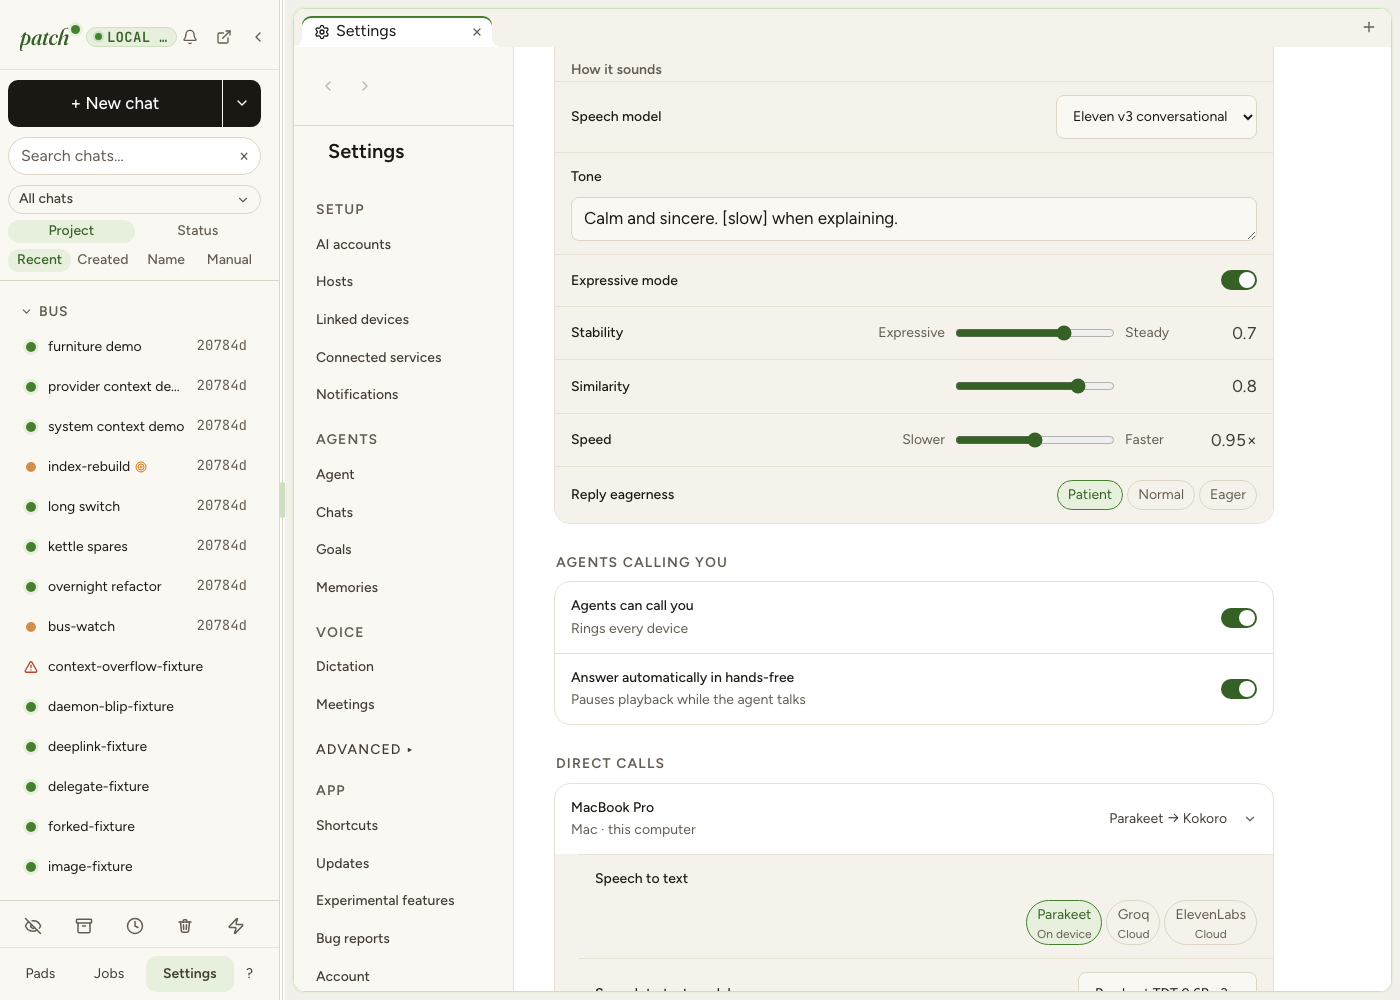 patch
LOCAL …
+ New chat
Search chats...
All chats
Project
Status
Recent
Created
Name
Manual
BUS
furniture demo 20784d
provider context de... 20784d
system context demo 20784d
index-rebuild 20784d
long switch 20784d
kettle spares 20784d
overnight refactor 20784d
bus-watch 20784d
context-overflow-fixture
daemon-blip-fixture
deeplink-fixture
delegate-fixture
forked-fixture
image-fixture
Pads
Jobs
Settings
?
Settings
Settings
SETUP
AI accounts
Hosts
Linked devices
Connected services
Notifications
AGENTS
Agent
Chats
Goals
Memories
VOICE
Dictation
Meetings
ADVANCED
APP
Shortcuts
Updates
Experimental features
Bug reports
Account
How it sounds
Speech model
Eleven v3 conversational
Tone
Calm and sincere. [slow] when explaining.
Expressive mode
Stability Expressive Steady 0.7
Similarity 0.8
Speed Slower Faster 0.95×
Reply eagerness Patient Normal Eager
AGENTS CALLING YOU
Agents can call you
Rings every device
Answer automatically in hands-free
Pauses playback while the agent talks
DIRECT CALLS
MacBook Pro
Mac · this computer
Parakeet → Kokoro
Speech to text
Parakeet
On device
Groq
Cloud
ElevenLabs
Cloud